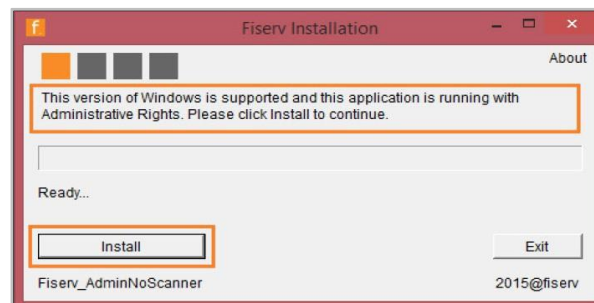 f
Fiserv Installation
About
This version of Windows is supported and this application is running with
Administrative Rights. Please click Install to continue.
Ready...
Install
Exit
Fiserv_AdminNoScanner
2015@fiserv